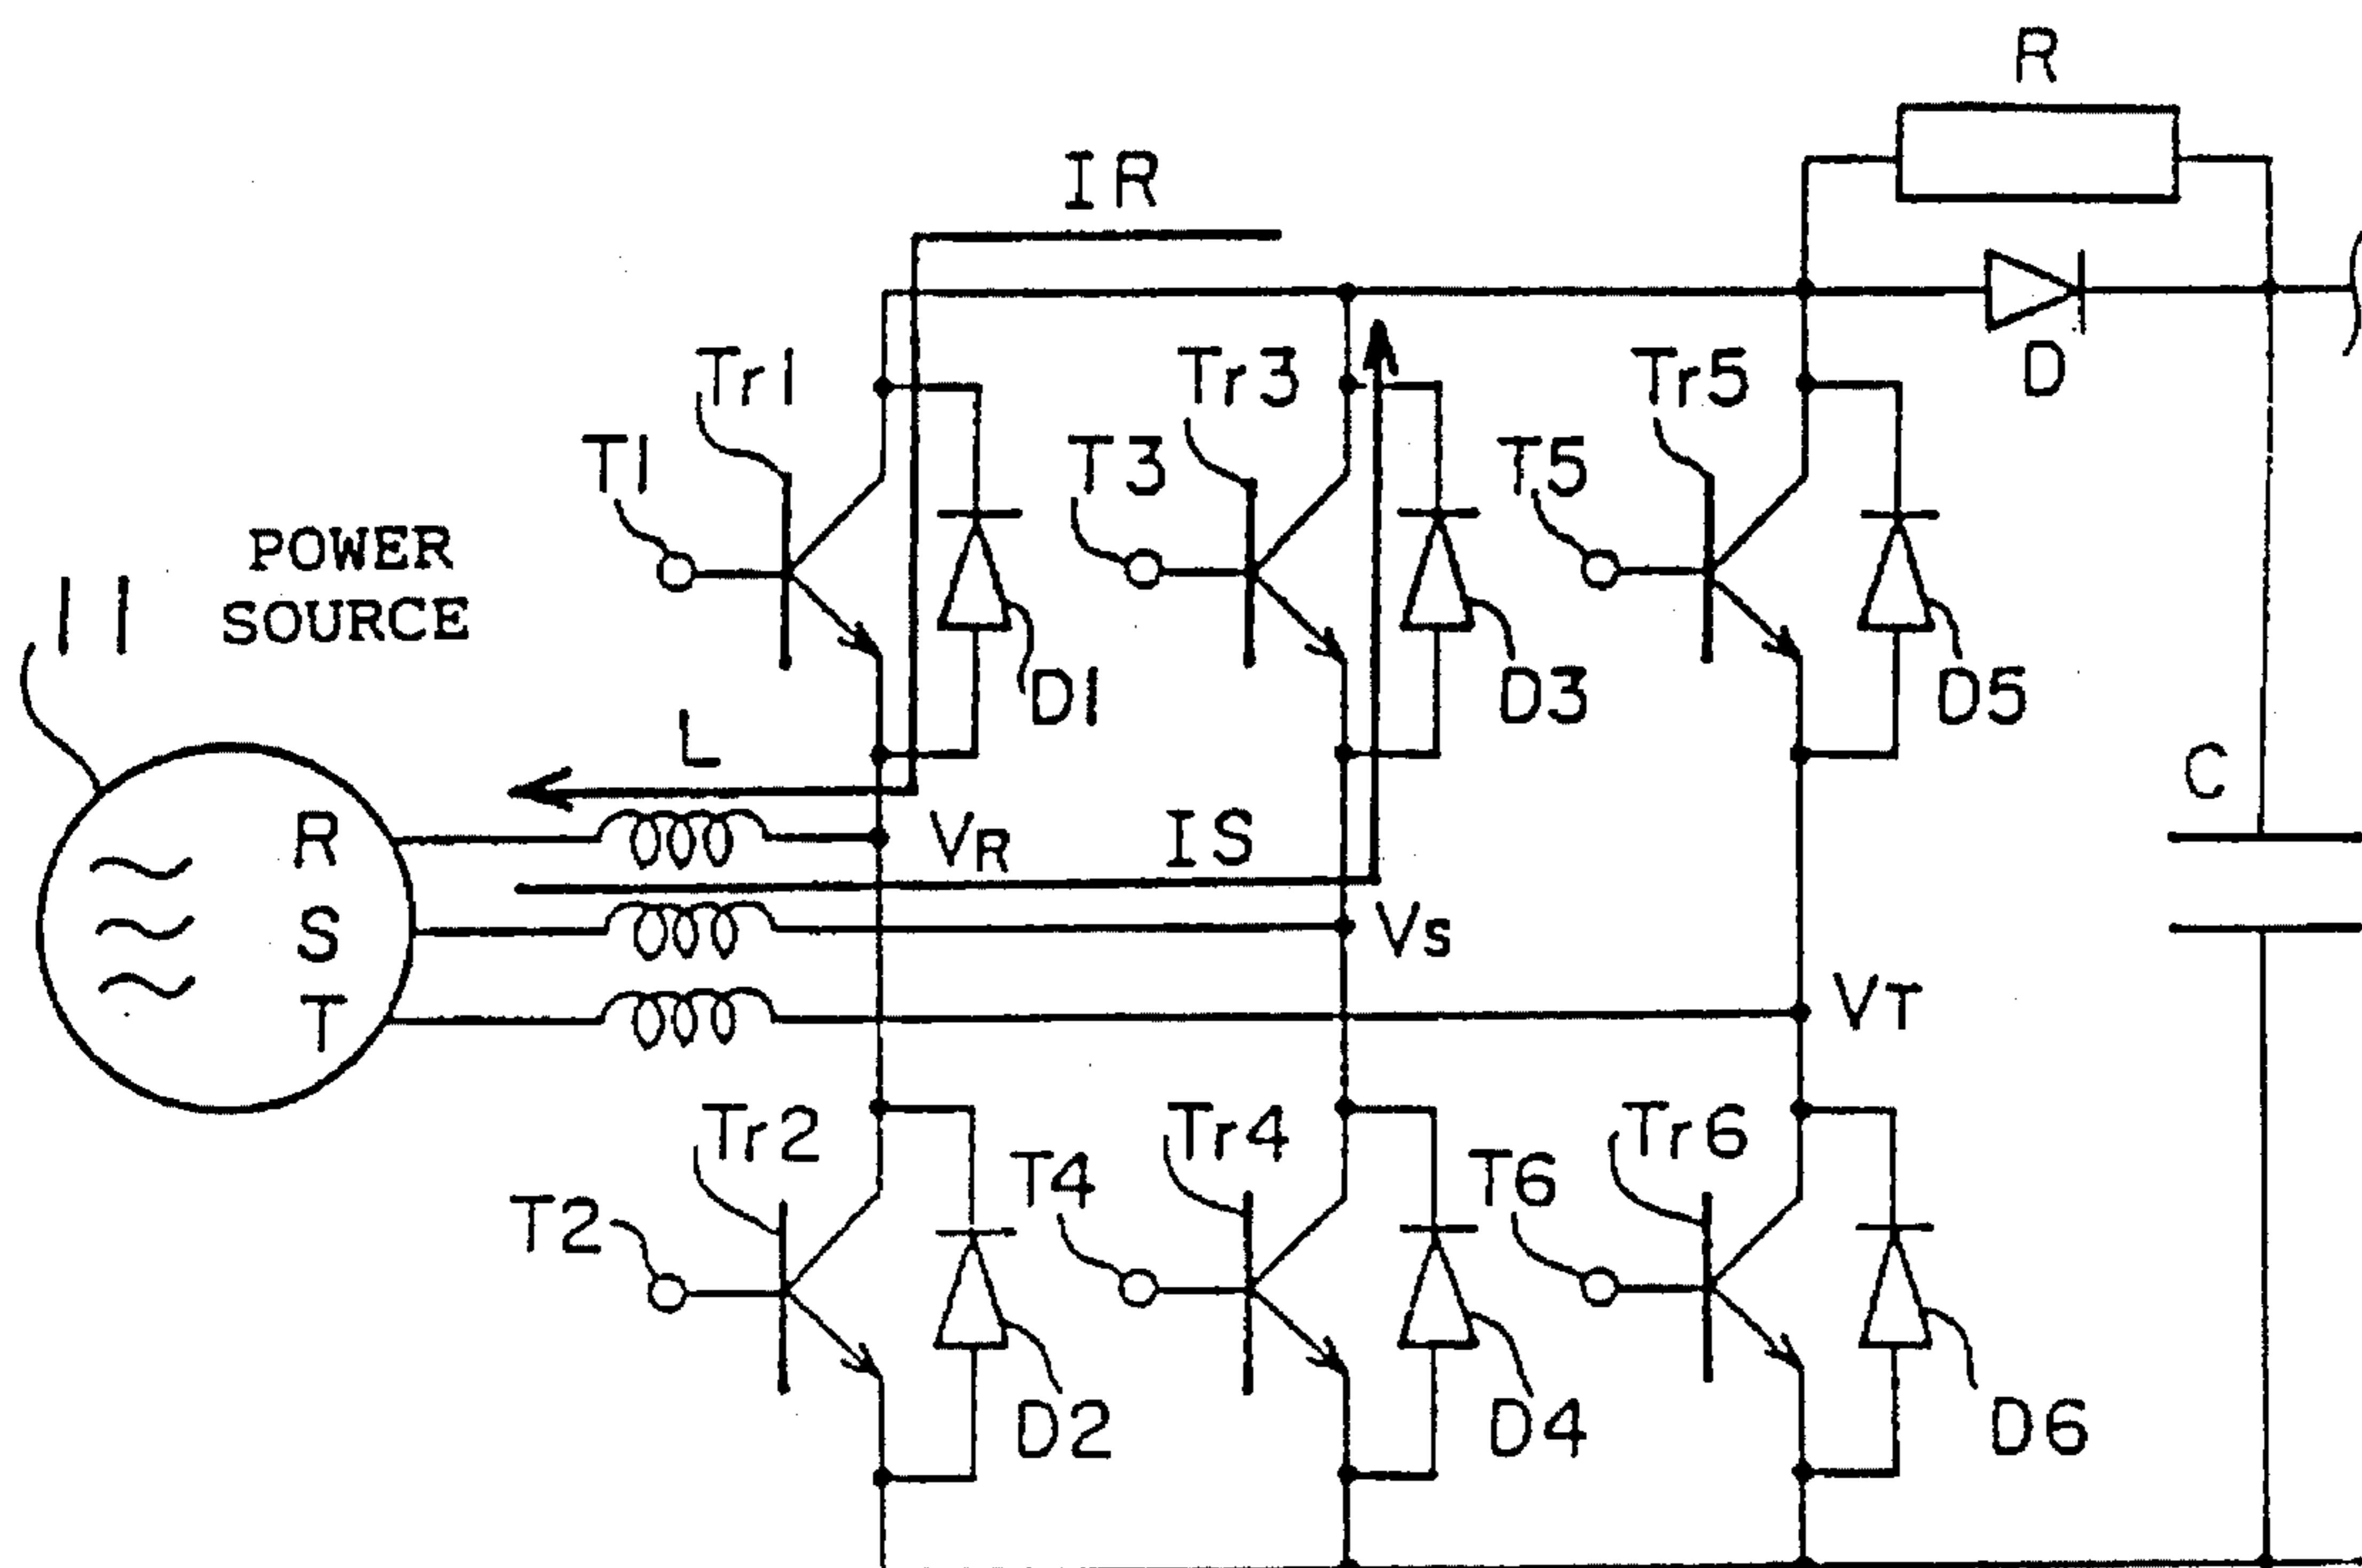 R
IR
D
Tr1
Tr3
Tr5
T1
T3
T5
POWER
SOURCE
11
D1
D3
D5
L
C
R
VR
IS
S
Vs
T
VT
Tr2
Tr4
Tr6
T2
T4
T6
D2
D4
D6